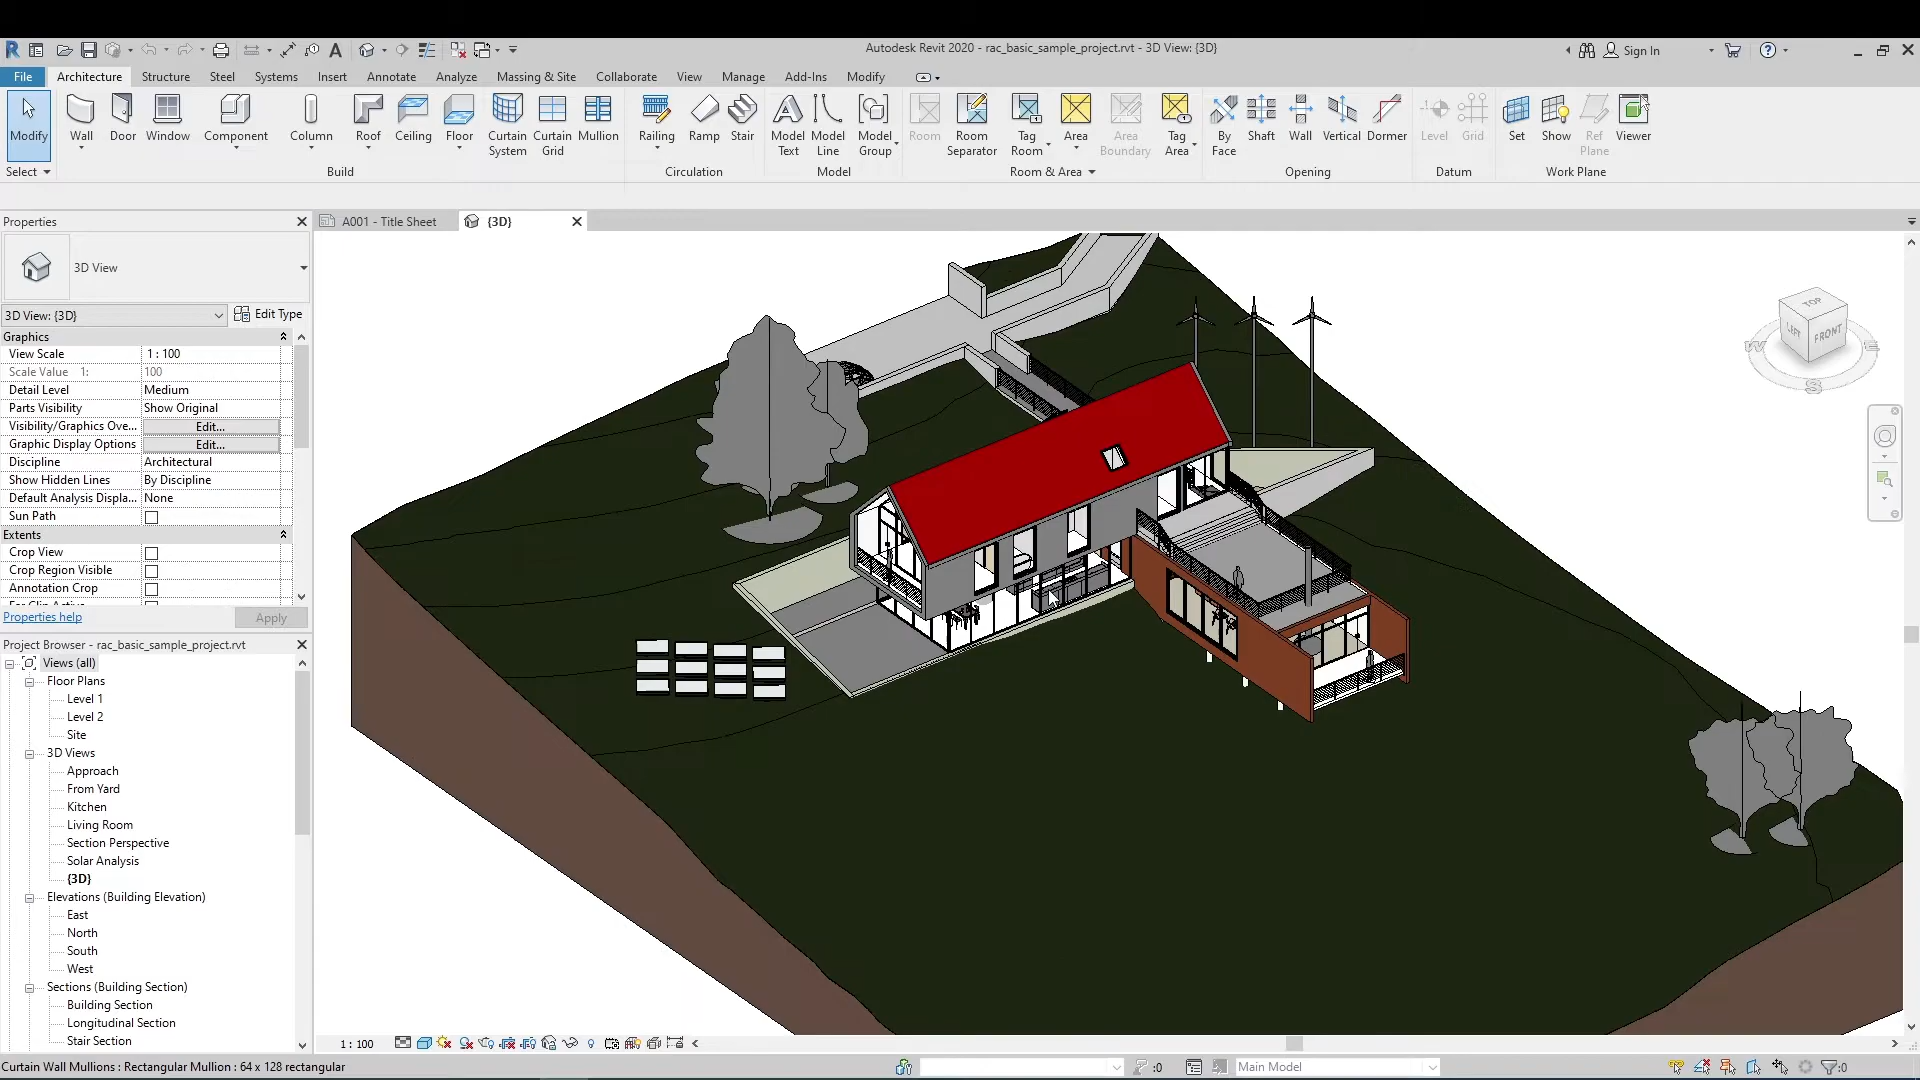 Autodesk Revit 2020 - rac_basic_sample_project.rvt - 3D View: {3D}
Sign In
File Architecture Structure Steel Systems Insert Annotate Analyze Massing & Site Collaborate View Manage Add-Ins Modify
Modify Wall Door Window Component Column Roof Ceiling Floor Curtain System Curtain Grid Mullion Railing Ramp Stair Model Text Model Line Model Group Room Room Separator Tag Room Area Area Boundary Tag Area By Face Shaft Wall Vertical Dormer Level Grid Set Show Ref Plane Viewer
Select Build Circulation Model Room & Area Opening Datum Work Plane
Properties
A001 - Title Sheet
{3D}
3D View
3D View: {3D}
Edit Type
Graphics
View Scale 1 : 100
Scale Value 1: 100
Detail Level Medium
Parts Visibility Show Original
Visibility/Graphics Ove... Edit...
Graphic Display Options Edit...
Discipline Architectural
Show Hidden Lines By Discipline
Default Analysis Displa... None
Sun Path
Extents
Crop View
Crop Region Visible
Annotation Crop
Properties help
Apply
Project Browser - rac_basic_sample_project.rvt
Views (all)
Floor Plans
Level 1
Level 2
Site
3D Views
Approach
From Yard
Kitchen
Living Room
Section Perspective
Solar Analysis
{3D}
Elevations (Building Elevation)
East
North
South
West
Sections (Building Section)
Building Section
Longitudinal Section
Stair Section
TOP
LEFT
FRONT
W
E
S
1 : 100
Curtain Wall Mullions : Rectangular Mullion : 64 x 128 rectangular
:0
Main Model
:0